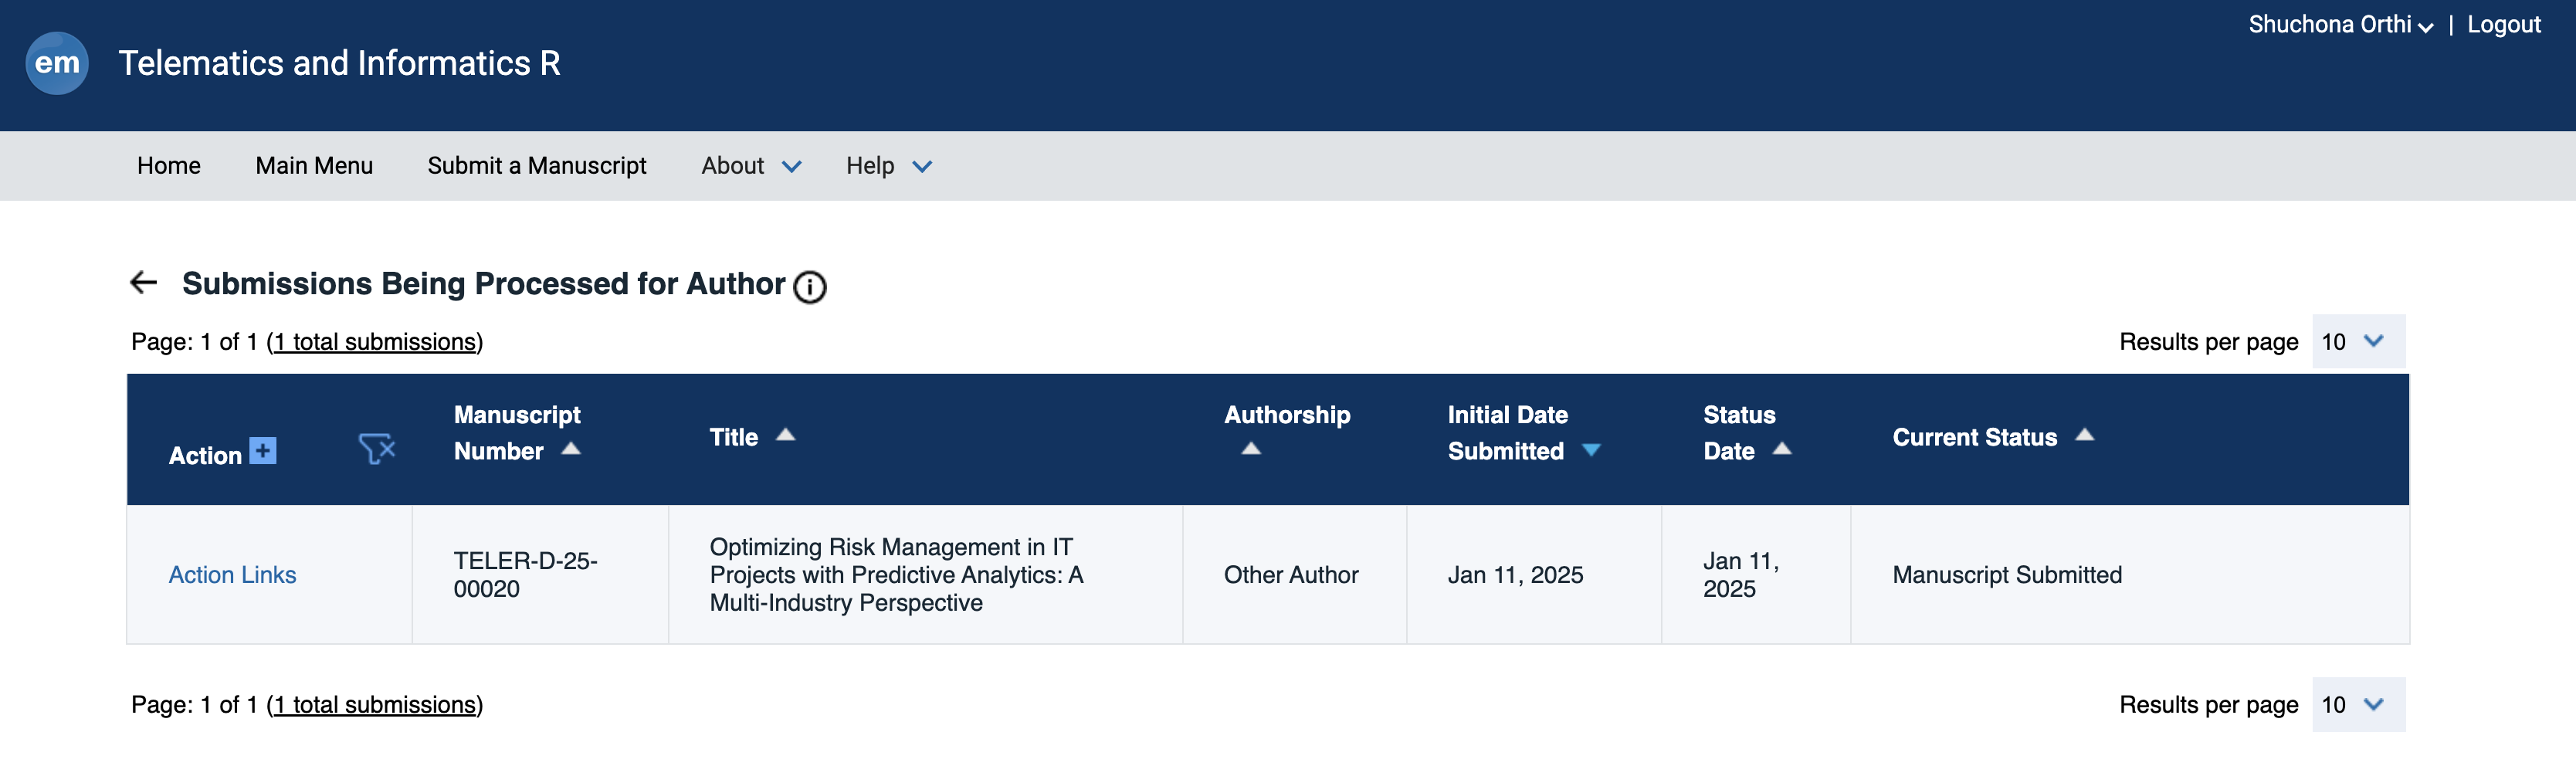 Shuchona Orthi | Logout
em Telematics and Informatics R
Home Main Menu Submit a Manuscript About Help
Submissions Being Processed for Author i
Page: 1 of 1 (1 total submissions) Results per page 10
Action + Manuscript Number Title Authorship Initial Date Submitted Status Date Current Status
Action Links
TELER-D-25-
00020
Optimizing Risk Management in IT
Projects with Predictive Analytics: A
Multi-Industry Perspective
Other Author
Jan 11, 2025
Jan 11,
2025
Manuscript Submitted
Page: 1 of 1 (1 total submissions) Results per page 10